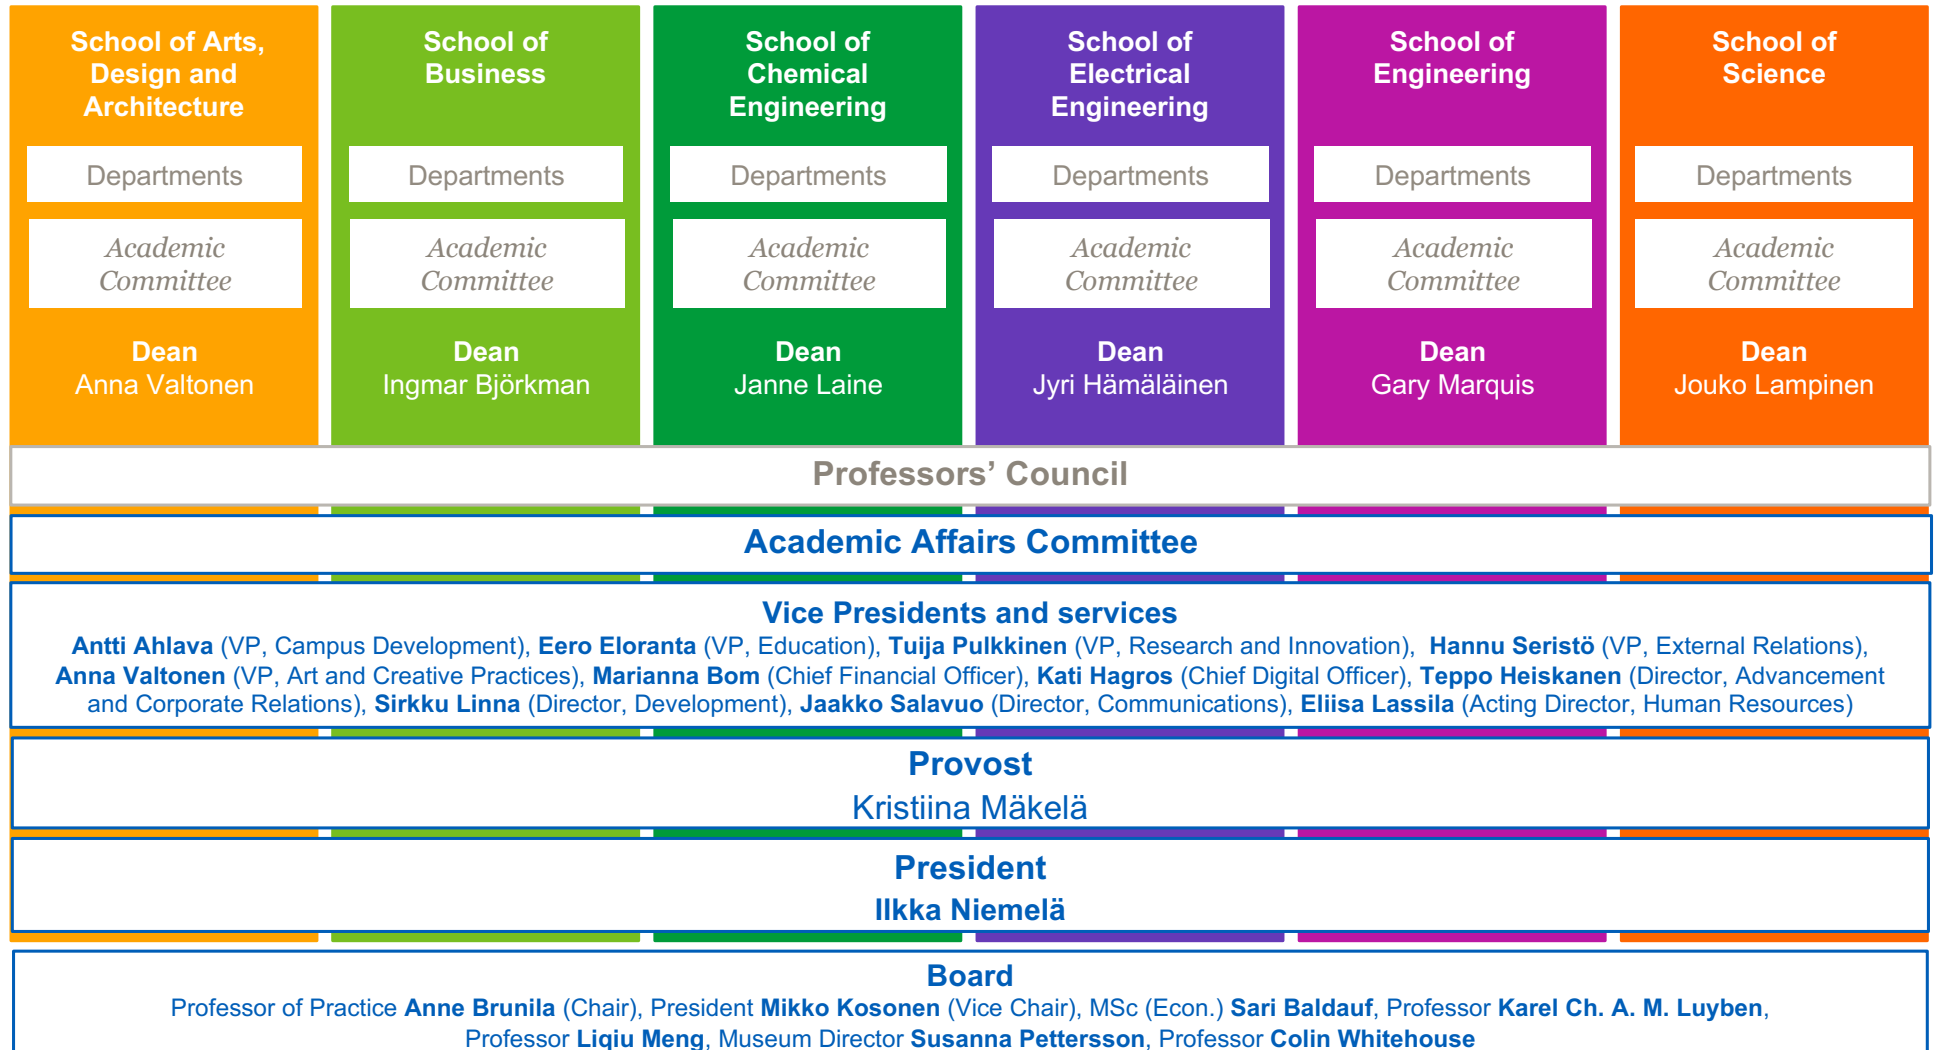 School of Arts,
Design and
Architecture
Departments
Academic
Committee
Dean
Anna Valtonen
School of
Business
Departments
Academic
Committee
Dean
Ingmar Björkman
School of
Chemical
Engineering
Departments
Academic
Committee
Dean
Janne Laine
School of
Electrical
Engineering
Departments
Academic
Committee
Dean
Jyri Hämäläinen
School of
Engineering
Departments
Academic
Committee
Dean
Gary Marquis
School of
Science
Departments
Academic
Committee
Dean
Jouko Lampinen
Professors’ Council
Academic Affairs Committee
Vice Presidents and services
Antti Ahlava (VP, Campus Development), Eero Eloranta (VP, Education), Tuija Pulkkinen (VP, Research and Innovation), Hannu Seristö (VP, External Relations),
Anna Valtonen (VP, Art and Creative Practices), Marianna Bom (Chief Financial Officer), Kati Hagros (Chief Digital Officer), Teppo Heiskanen (Director, Advancement
and Corporate Relations), Sirkku Linna (Director, Development), Jaakko Salavuo (Director, Communications), Eliisa Lassila (Acting Director, Human Resources)
Provost
Kristiina Mäkelä
President
Ilkka Niemelä
Board
Professor of Practice Anne Brunila (Chair), President Mikko Kosonen (Vice Chair), MSc (Econ.) Sari Baldauf, Professor Karel Ch. A. M. Luyben,
Professor Liqiu Meng, Museum Director Susanna Pettersson, Professor Colin Whitehouse